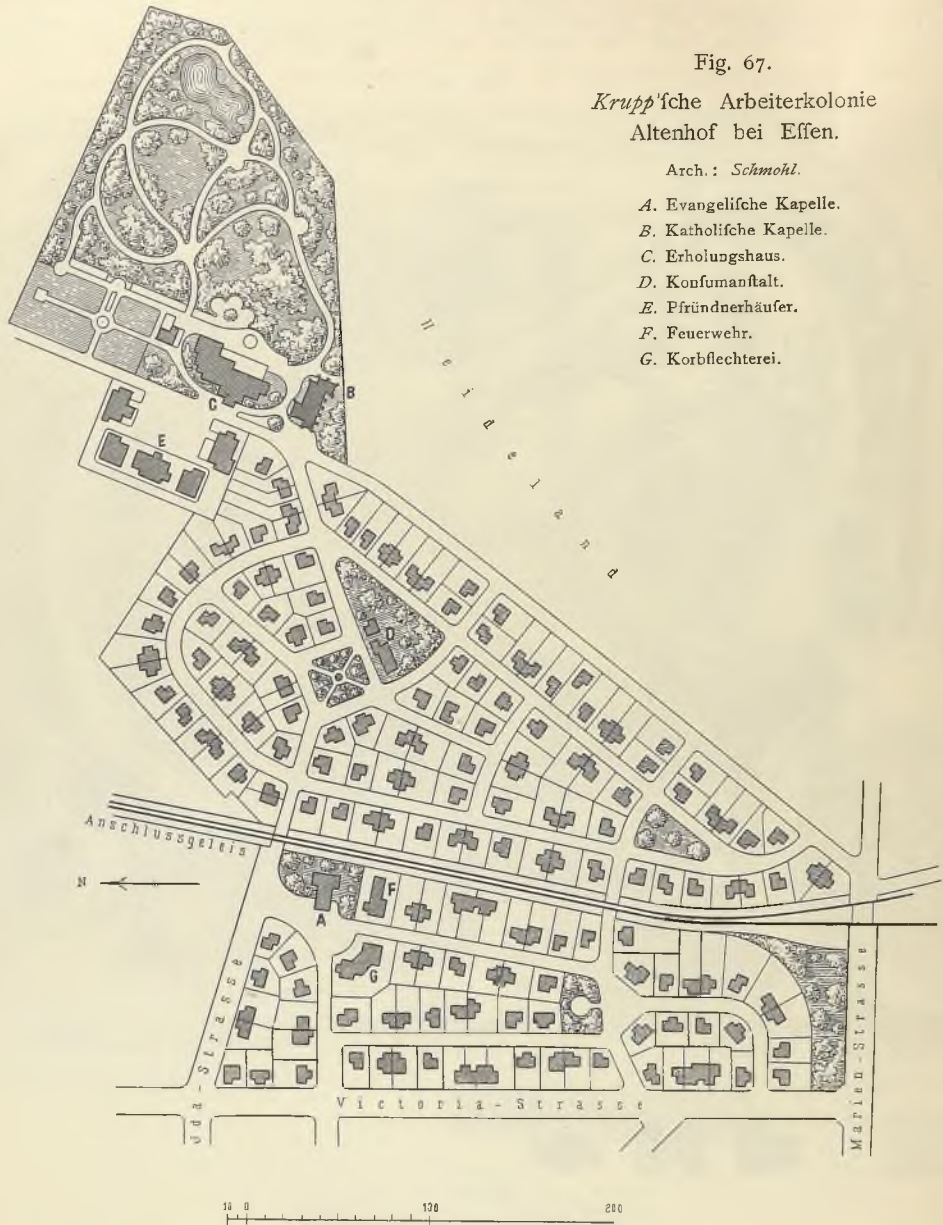 Fig. 67.
Krupp'ſche Arbeiterkolonie
Altenhof bei Eſſen.
Arch.: Schmohl.
A. Evangeliſche Kapelle.
B. Katholiſche Kapelle.
C. Erholungshaus.
D. Konſumanſtalt.
E. Pfründnerhäuſer.
F. Feuerwehr.
G. Korbflechterei.
B
C
E
Heideland
D
Anschlussgeleis
N
F
A
G
Jda-Strasse
Victoria-Strasse
Marien-Strasse
10 0 100 200